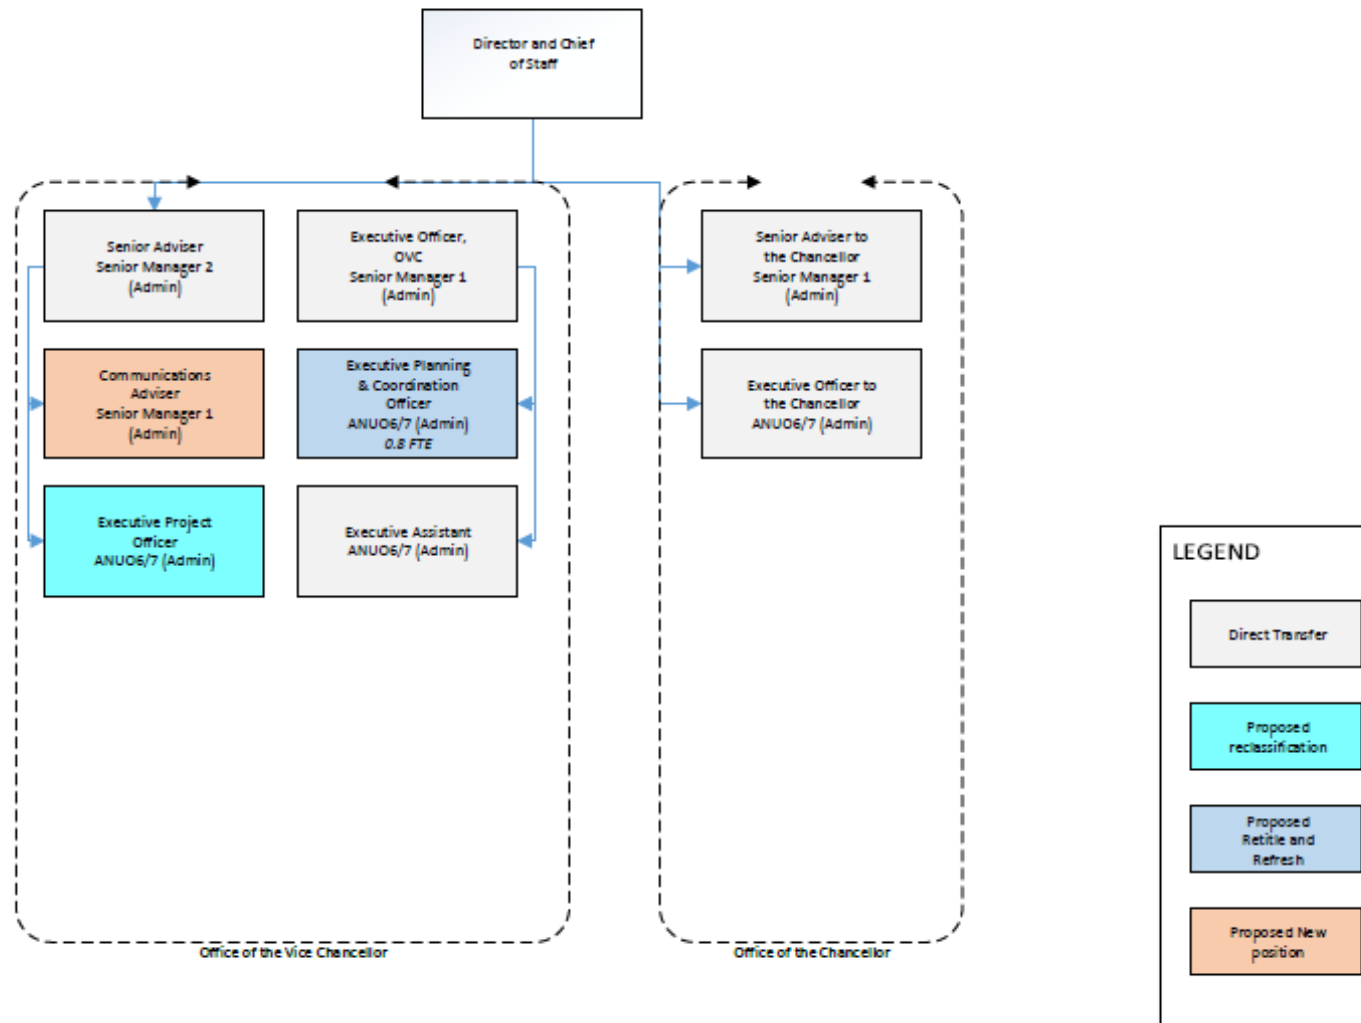 Director and Chief
of Staff
Senior Adviser
Senior Manager 2
(Admin)
Executive Officer,
OVC
Senior Manager 1
(Admin)
Senior Adviser to
the Chancellor
Senior Manager 1
(Admin)
Communications
Adviser
Senior Manager 1
(Admin)
Executive Planning
& Coordination
Officer
ANUO6/7 (Admin)
0.8 FTE
Executive Officer to
the Chancellor
ANUO6/7 (Admin)
Executive Project
Officer
ANUO6/7 (Admin)
Executive Assistant
ANUO6/7 (Admin)
Office of the Vice Chancellor
Office of the Chancellor
LEGEND
Direct Transfer
Proposed
reclassification
Proposed
Retitle and
Refresh
Proposed New
position